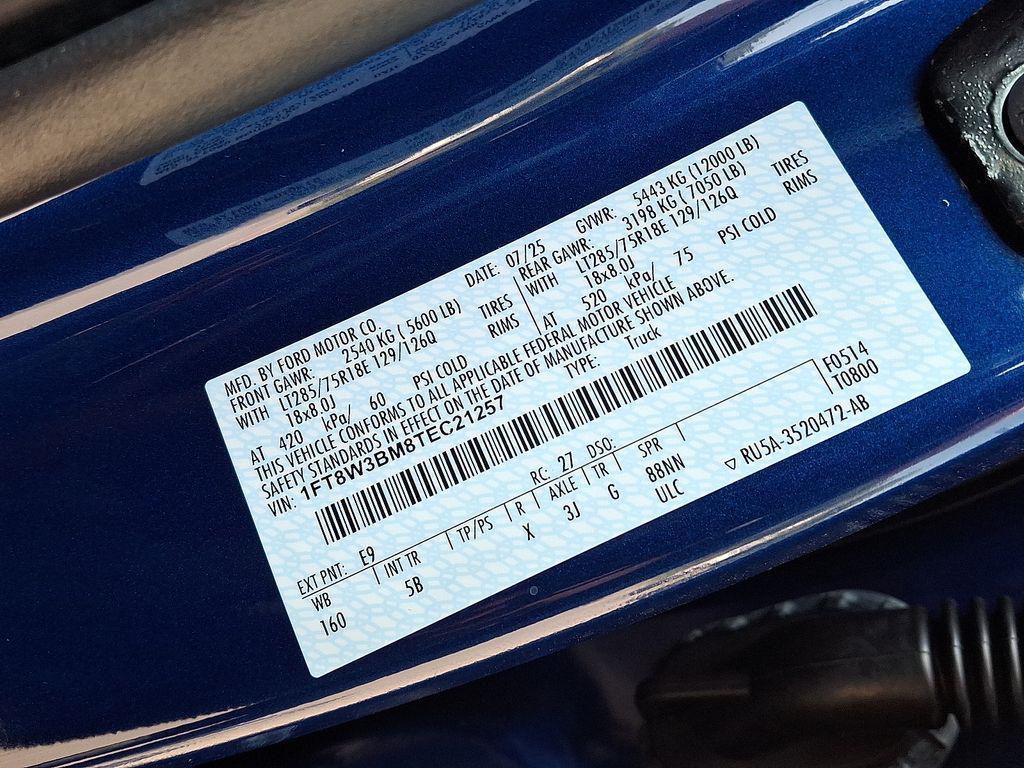 MFD. BY FORD MOTOR CO. DATE: 07/25 GVWR: 5443 KG (12000 LB)
FRONT GAWR: 2540 KG ( 5600 LB) REAR GAWR: 3198 KG ( 7050 LB)
WITH LT285/75R18E 129/126Q TIRES WITH LT285/75R18E 129/126Q TIRES
18x8.0J RIMS 18x8.0J RIMS
AT 420 kPa/ 60 PSI COLD AT 520 kPa/ 75 PSI COLD
THIS VEHICLE CONFORMS TO ALL APPLICABLE FEDERAL MOTOR VEHICLE
SAFETY STANDARDS IN EFFECT ON THE DATE OF MANUFACTURE SHOWN ABOVE.
VIN: 1FT8W3BM8TEC21257 TYPE: Truck
EXT PNT: E9 RC: 27 DSO: F0514
WB INT TR TP/PS R AXLE TR SPR T0800
160 5B X 3J G 88NN
ULC ▽ RU5A-3520472-AB